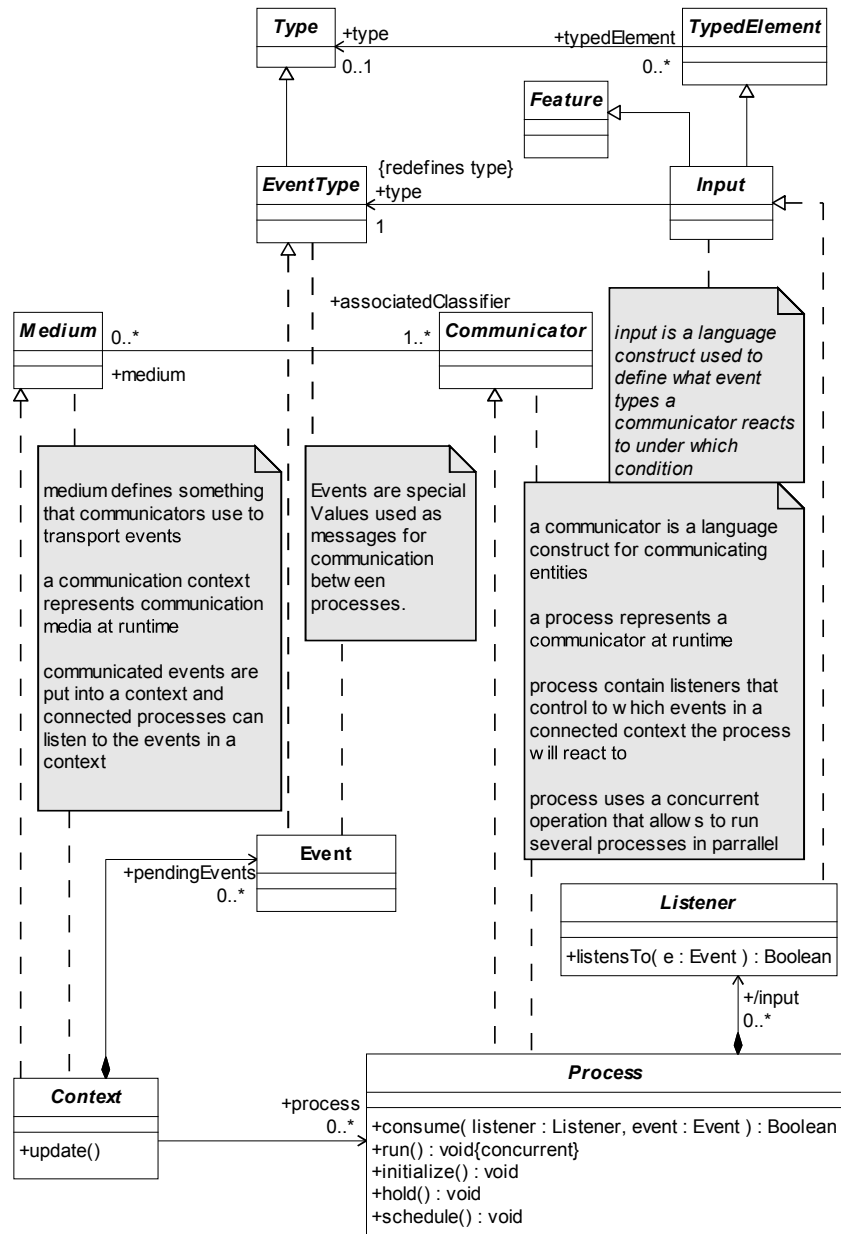 Type
TypedElement
+type
+typedElement
0..1
0..*
Feature
{redefines type}
EventType
+type
Input
1
+associatedClassifier
Medium
0..*
1..*
Communicator
+medium
input is a language
construct used to
define what event
types a
communicator reacts
to under which
condition
medium defines something
that communicators use to
transport events
a communication context
represents communication
media at runtime
communicated events are
put into a context and
connected processes can
listen to the events in a
context
Events are special
Values used as
messages for
communication
between
processes.
a communicator is a language
construct for communicating
entities
a process represents a
communicator at runtime
process contain listeners that
control to which events in a
connected context the process
will react to
process uses a concurrent
operation that allows to run
several processes in parrallel
Event
+pendingEvents
0..*
Listener
+listensTo( e : Event ) : Boolean
+/input
0..*
Context
+update()
+process
0..*
Process
+consume( listener : Listener, event : Event ) : Boolean
+run() : void{concurrent}
+initialize() : void
+hold() : void
+schedule() : void